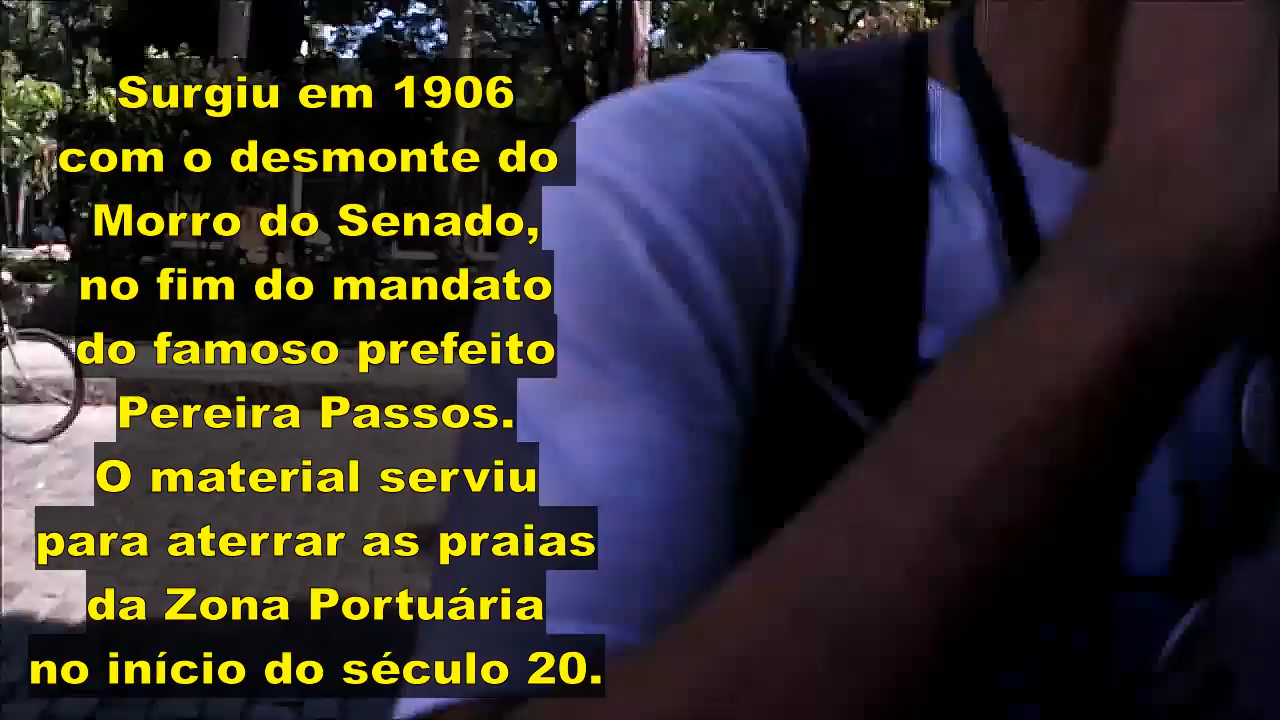 Surgiu em 1906
com o desmonte do
Morro do Senado,
no fim do mandato
do famoso prefeito
Pereira Passos.
O material serviu
para aterrar as praias
da Zona Portuária
no início do século 20.